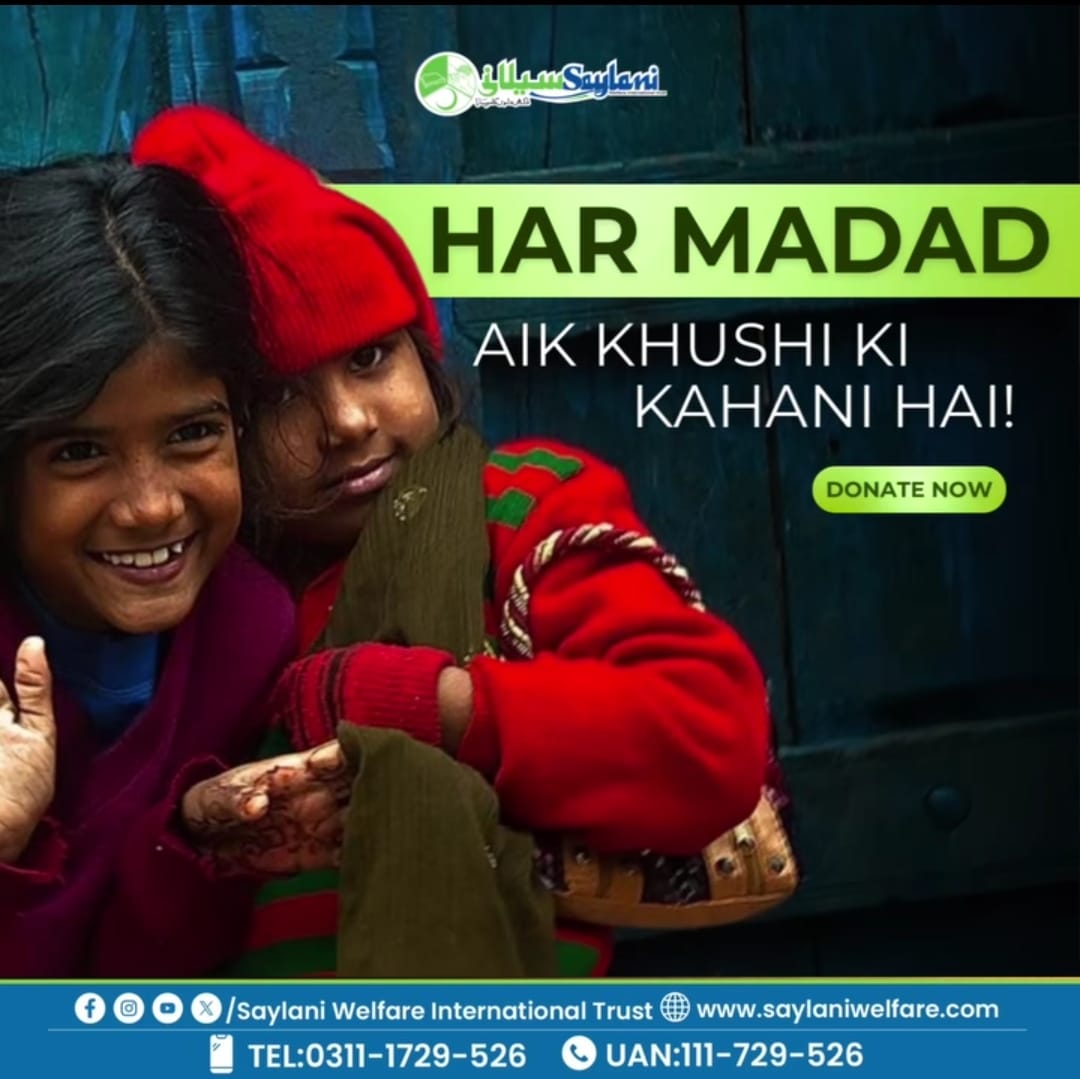 سیلانی Saylani
HAR MADAD
AIK KHUSHI KI
KAHANI HAI!
DONATE NOW
/Saylani Welfare International Trust www.saylaniwelfare.com
TEL:0311-1729-526 UAN:111-729-526